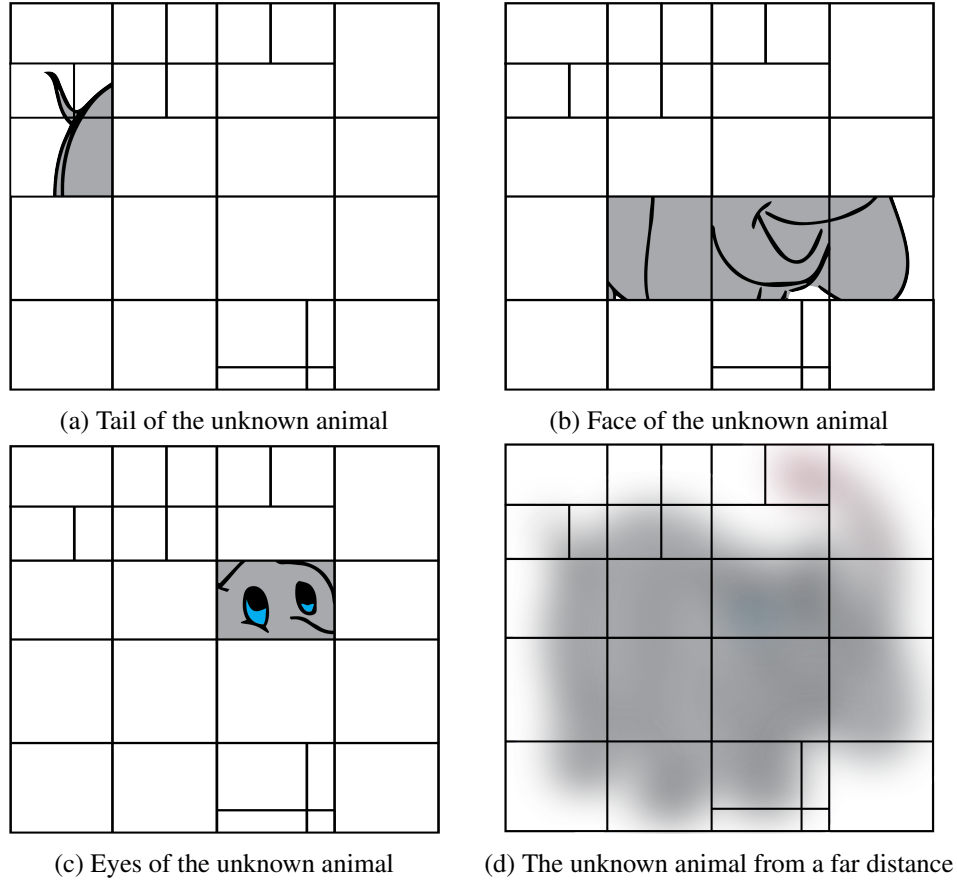 (a) Tail of the unknown animal
(b) Face of the unknown animal
(c) Eyes of the unknown animal
(d) The unknown animal from a far distance